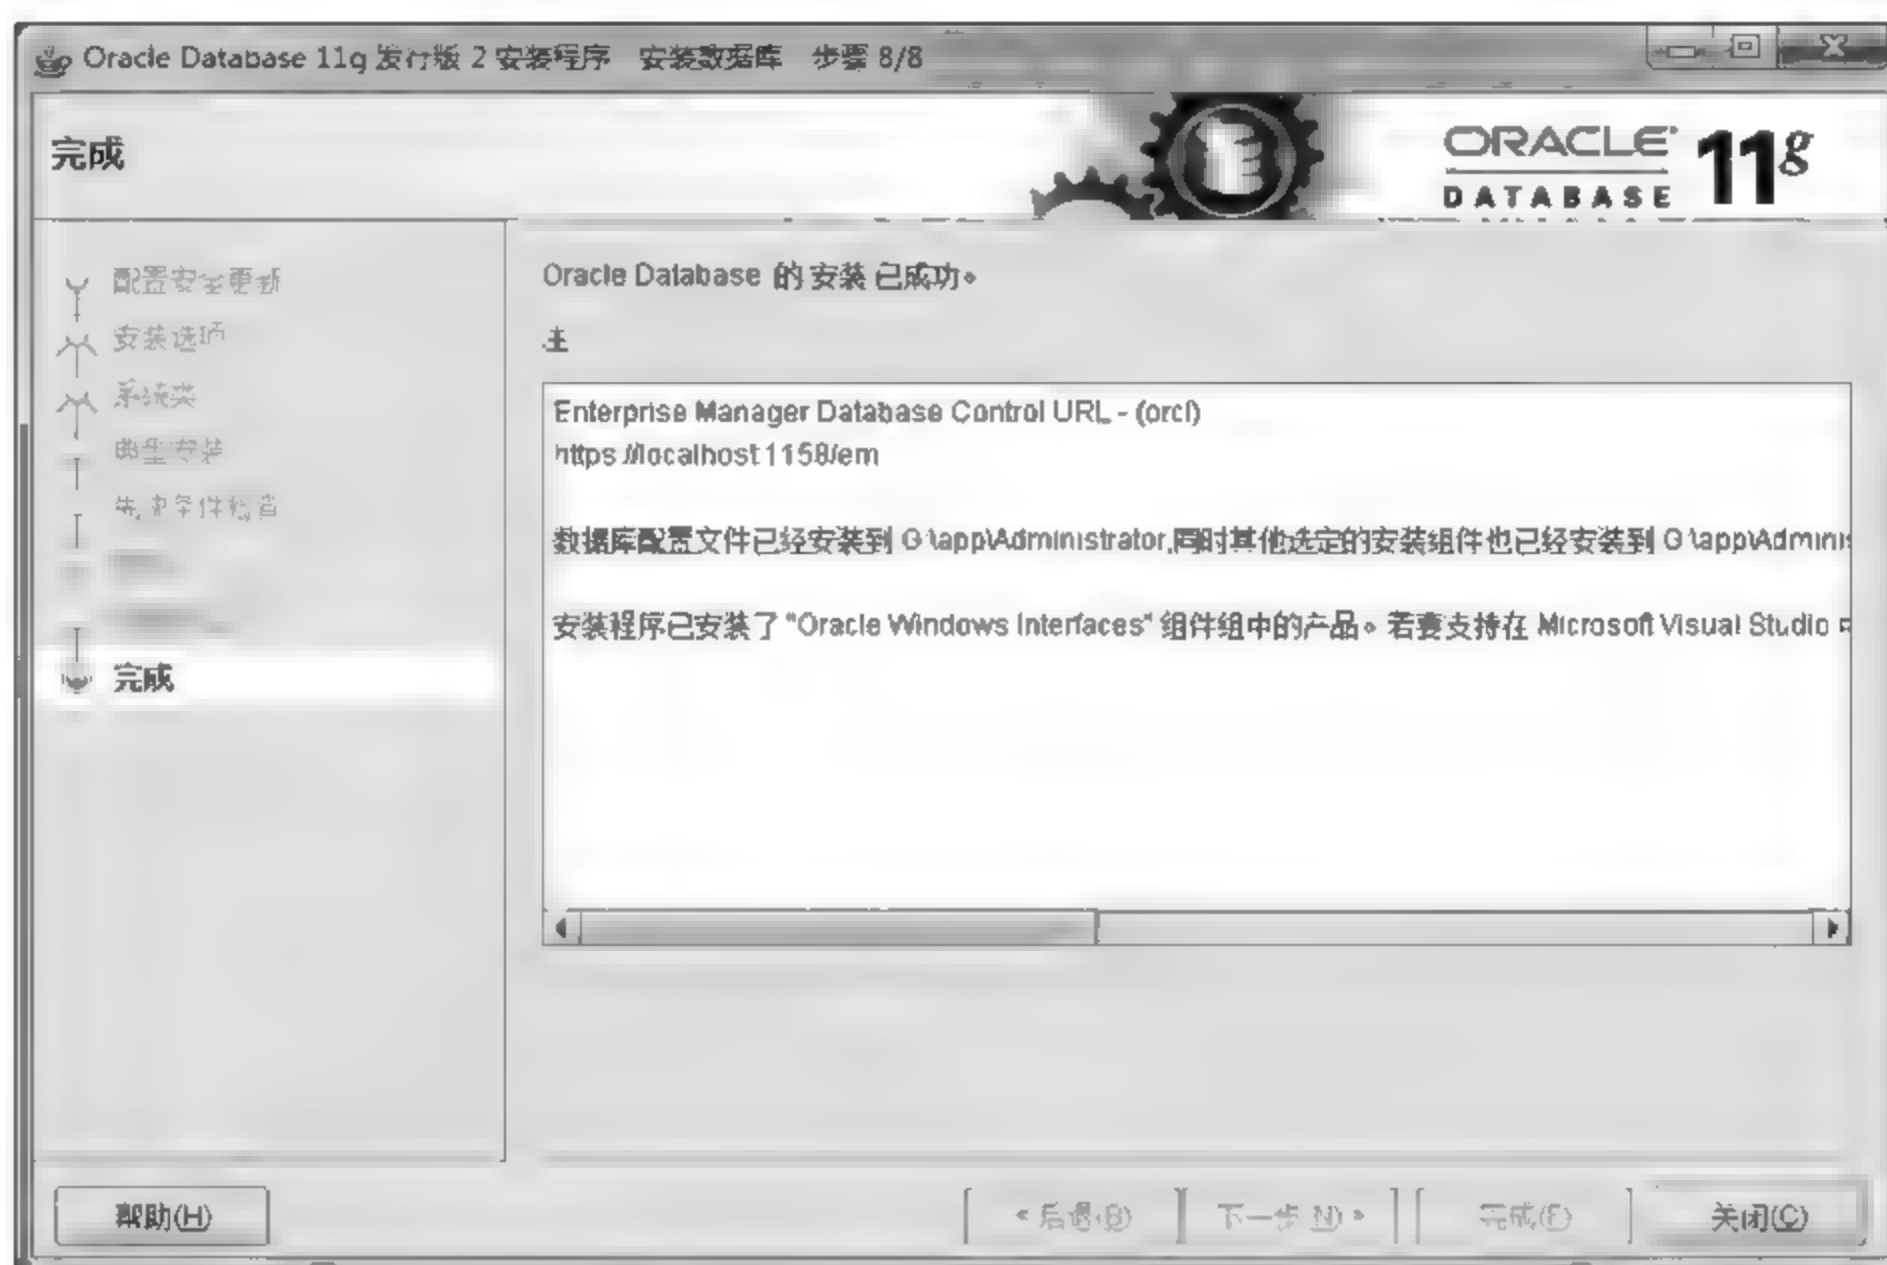 Oracle Database 11g 发行版 2 安装程序 安装数据库 步骤 8/8
完成
ORACLE 11g
DATABASE
配置安全更新
安装选项
系统类
典型安装
先决条件检查
完成
Oracle Database 的 安装 已成功。
注
Enterprise Manager Database Control URL - (orcl)
https://localhost:1158/em
数据库配置文件已经安装到 G:\app\Administrator,同时其他选定的安装组件也已经安装到 G:\app\Adminis
安装程序已安装了 "Oracle Windows Interfaces" 组件组中的产品。若要支持在 Microsoft Visual Studio 中
帮助(H)
< 后退(B)
下一步(N) >
完成(F)
关闭(C)